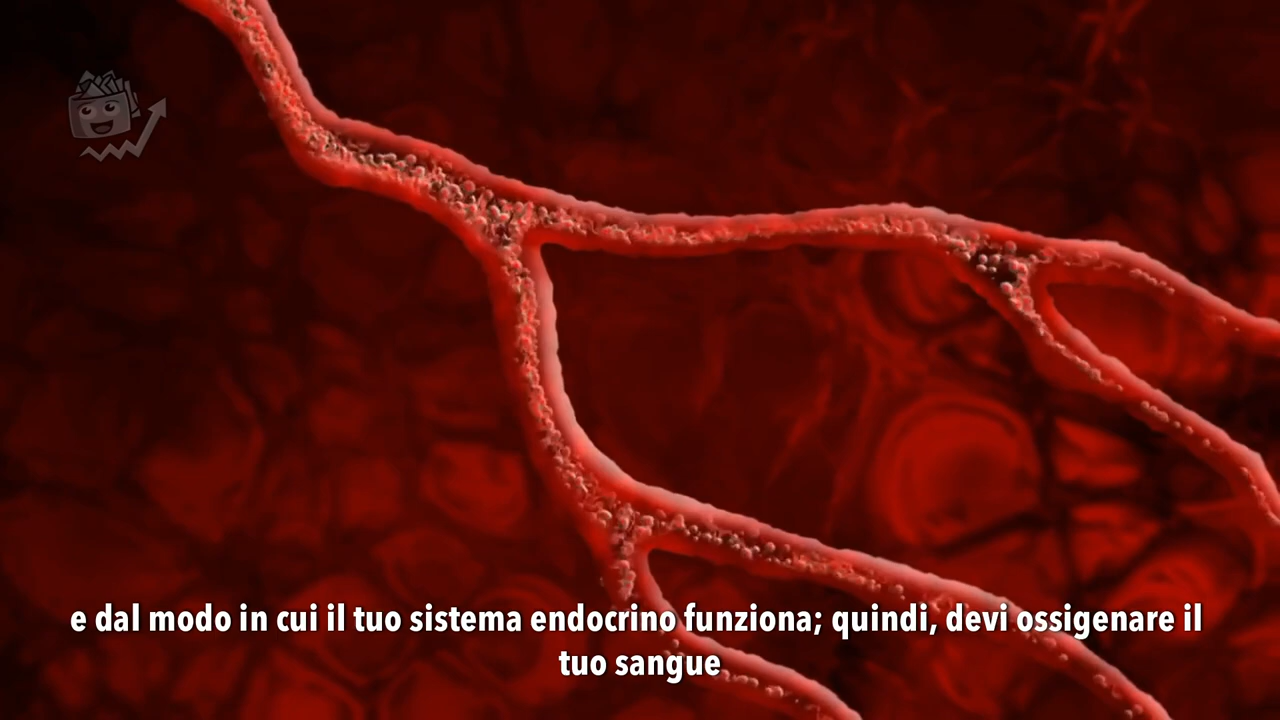 e dal modo in cui il tuo sistema endocrino funziona; quindi, devi ossigenare il
tuo sangue